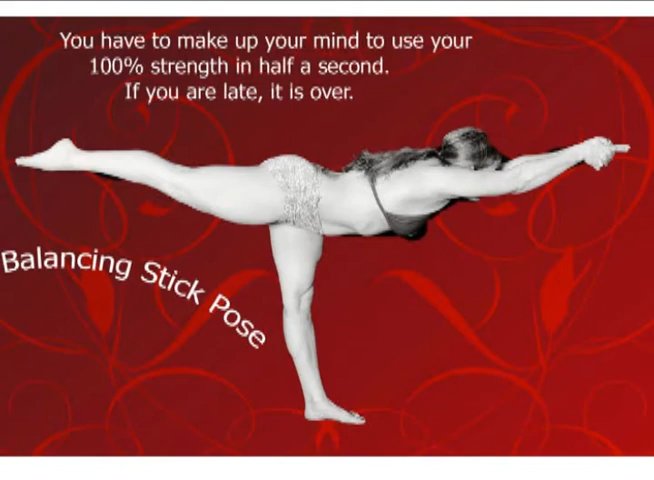 You have to make up your mind to use your
100% strength in half a second.
If you are late, it is over.
Balancing Stick Pose